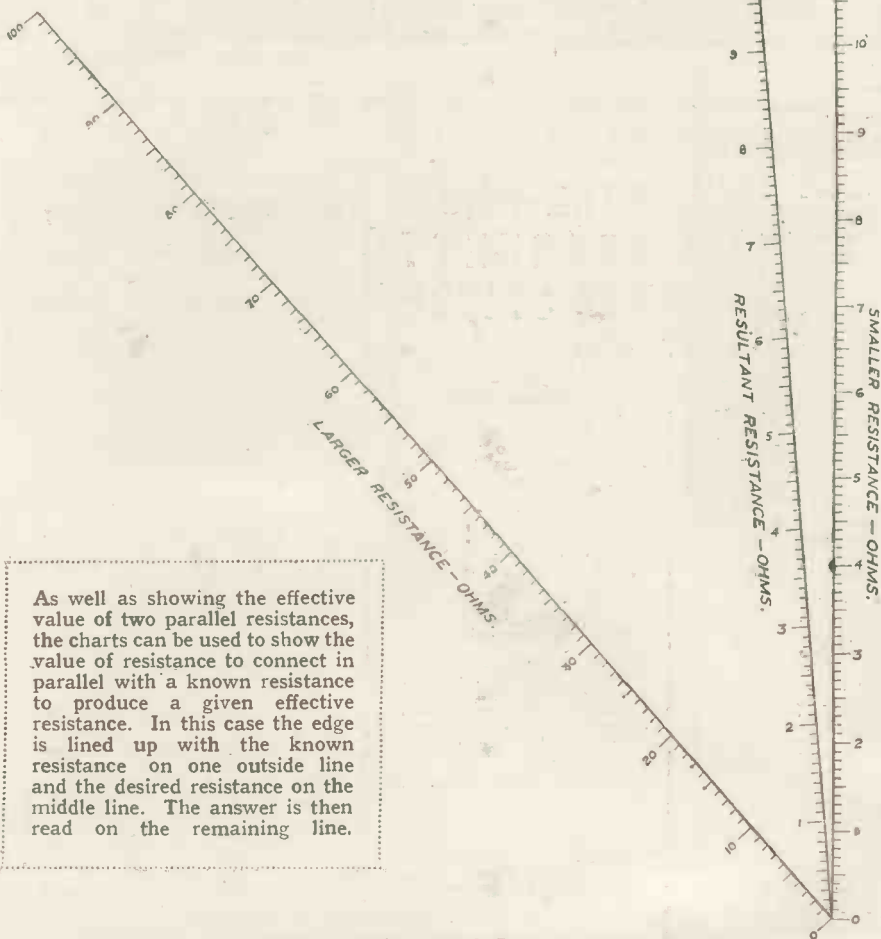 100
90
80
70
60
50
40
30
20
10
0
LARGER RESISTANCE – OHMS.
9
8
7
6
5
4
3
2
1
RESULTANT RESISTANCE – OHMS.
10
9
8
7
6
5
4
3
2
0
SMALLER RESISTANCE – OHMS.
As well as showing the effective
value of two parallel resistances,
the charts can be used to show the
value of resistance to connect in
parallel with a known resistance
to produce a given effective
resistance. In this case the edge
is lined up with the known
resistance on one outside line
and the desired resistance on the
middle line. The answer is then
read on the remaining line.